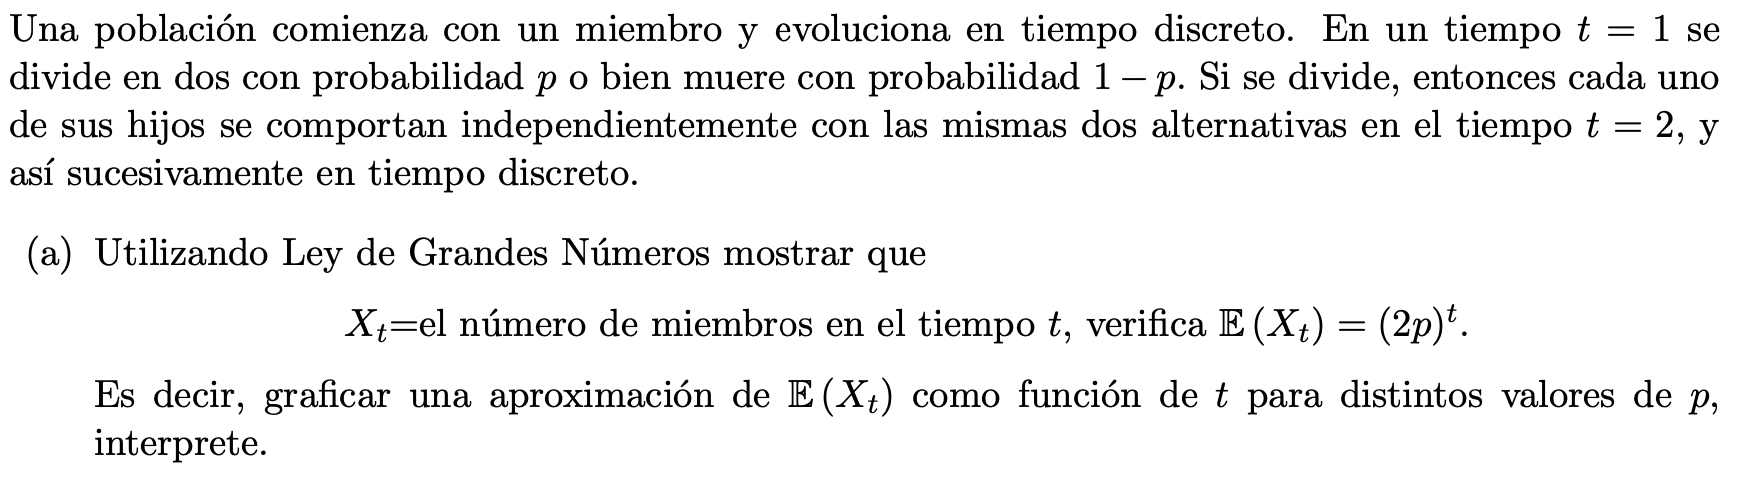 Una población comienza con un miembro y evoluciona en tiempo discreto. En un tiempo t = 1 se
divide en dos con probabilidad p o bien muere con probabilidad 1 − p. Si se divide, entonces cada uno
de sus hijos se comportan independientemente con las mismas dos alternativas en el tiempo t = 2, y
así sucesivamente en tiempo discreto.
(a) Utilizando Ley de Grandes Números mostrar que
X_t=el número de miembros en el tiempo t, verifica 𝔼(X_t) = (2p)^t.
Es decir, graficar una aproximación de 𝔼(X_t) como función de t para distintos valores de p,
interprete.